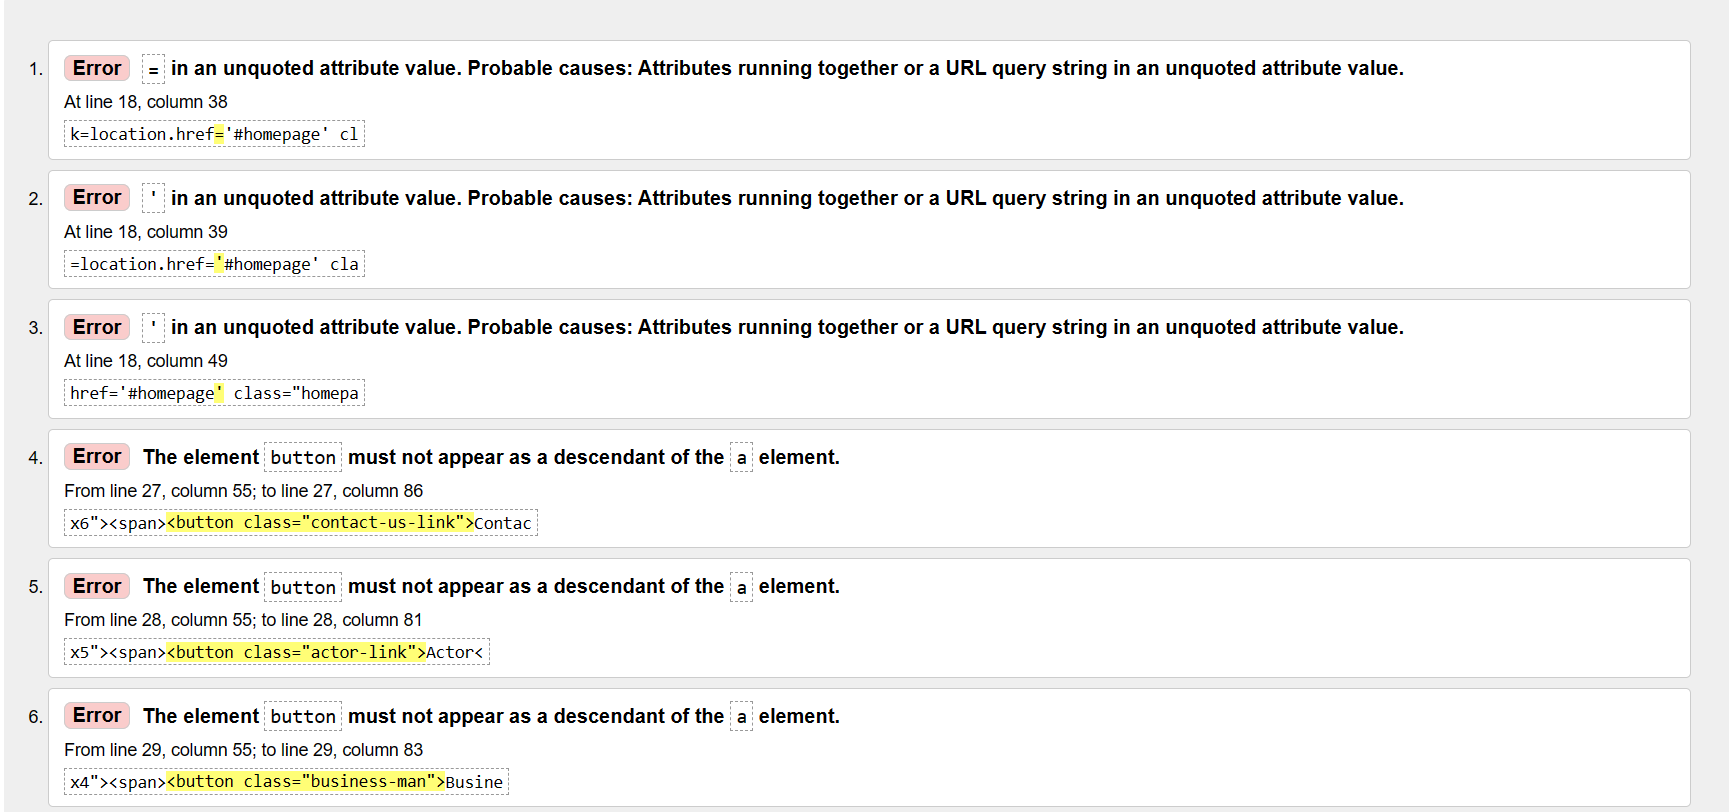 1. Error = in an unquoted attribute value. Probable causes: Attributes running together or a URL query string in an unquoted attribute value.
At line 18, column 38
k=location.href='#homepage' cl
2. Error ' in an unquoted attribute value. Probable causes: Attributes running together or a URL query string in an unquoted attribute value.
At line 18, column 39
=location.href='#homepage' cla
3. Error ' in an unquoted attribute value. Probable causes: Attributes running together or a URL query string in an unquoted attribute value.
At line 18, column 49
href='#homepage' class="homepa
4. Error The element button must not appear as a descendant of the a element.
From line 27, column 55; to line 27, column 86
x6"><span><button class="contact-us-link">Contac
5. Error The element button must not appear as a descendant of the a element.
From line 28, column 55; to line 28, column 81
x5"><span><button class="actor-link">Actor<
6. Error The element button must not appear as a descendant of the a element.
From line 29, column 55; to line 29, column 83
x4"><span><button class="business-man">Busine